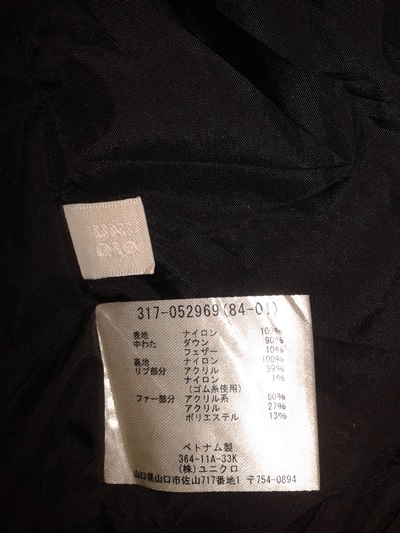 UNI
QLO
317-052969(84-01)
表地 ナイロン 100%
中わた ダウン 90%
フェザー 10%
裏地 ナイロン 100%
リブ部分 アクリル 99%
ナイロン 1%
(ゴム糸使用)
ファー部分 アクリル系 60%
アクリル 27%
ポリエステル 13%
ベトナム製
364-11A-33K
(株)ユニクロ
山口県山口市佐山717番地1 〒754-0894